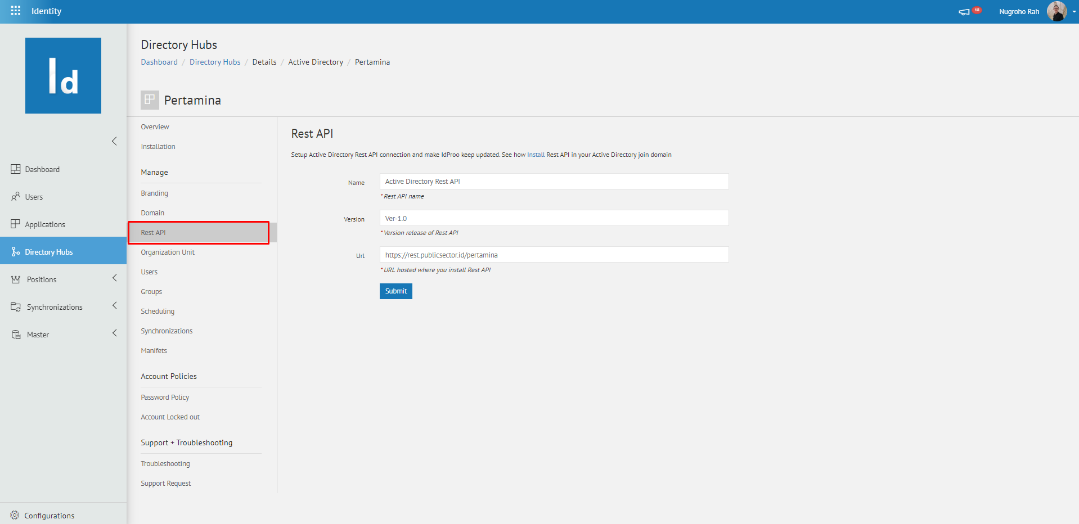 Identity
Nugroho Rah
Id
Directory Hubs
Dashboard / Directory Hubs / Details / Active Directory / Pertamina
Pertamina
Dashboard
Users
Applications
Directory Hubs
Positions
Synchronizations
Master
Configurations
Overview
Installation
Manage
Branding
Domain
Rest API
Organization Unit
Users
Groups
Scheduling
Synchronizations
Manifets
Account Policies
Password Policy
Account Locked out
Support + Troubleshooting
Troubleshooting
Support Request
Rest API
Setup Active Directory Rest API connection and make IdProo keep updated. See how Install Rest API in your Active Directory join domain
Name
Active Directory Rest API
* Rest API name
Version
Ver 1.0
* Version release of Rest API
Url
https://rest.publicsector.id/pertamina
* URL hosted where you install Rest API
Submit